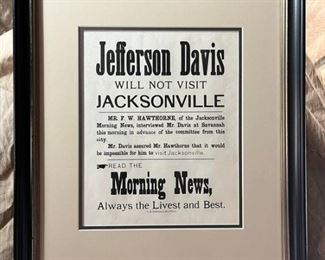 Jefferson Davis
WILL NOT VISIT
JACKSONVILLE
MR. F. W. HAWTHORNE, of the Jacksonville
Morning News, interviewed Mr. Davis at Savannah
this morning in advance of the committee from this
city.
Mr. Davis assured Mr. Hawthorne that it would
be impossible for him to visit Jacksonville.
READ THE
Morning News,
Always the Livest and Best.